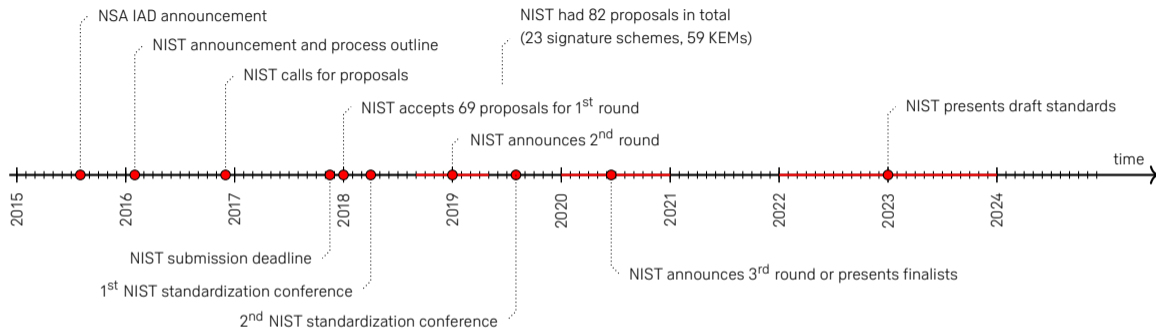 NSA IAD announcement
NIST had 82 proposals in total
(23 signature schemes, 59 KEMs)
NIST announcement and process outline
NIST calls for proposals
NIST accepts 69 proposals for 1st round
NIST presents draft standards
NIST announces 2nd round
time
2015
2016
2017
2018
2019
2020
2021
2022
2023
2024
NIST submission deadline
NIST announces 3rd round or presents finalists
1st NIST standardization conference
2nd NIST standardization conference